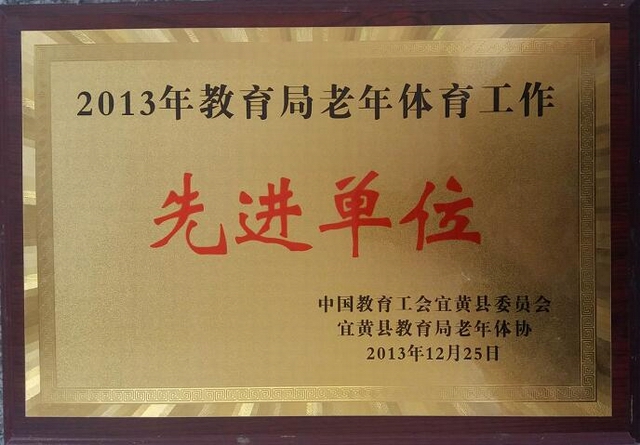 2013年教育局老年体育工作
先进单位
中国教育工会宜黄县委员会
宜黄县教育局老年体协
2013年12月25日